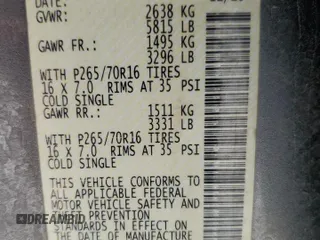 DATE:
GVWR: 2638 KG
5815 LB
GAWR FR.: 1495 KG
3296 LB
WITH P265/70R16 TIRES
16 X 7.0 RIMS AT 35 PSI
COLD SINGLE
GAWR RR.: 1511 KG
3331 LB
WITH P265/70R16 TIRES
16 X 7.0 RIMS AT 35 PSI
COLD SINGLE
THIS VEHICLE CONFORMS TO
ALL APPLICABLE FEDERAL
MOTOR VEHICLE SAFETY AND
PREVENTION
STANDARDS IN EFFECT ON
THE DATE OF MANUFACTURE
DREAMBID